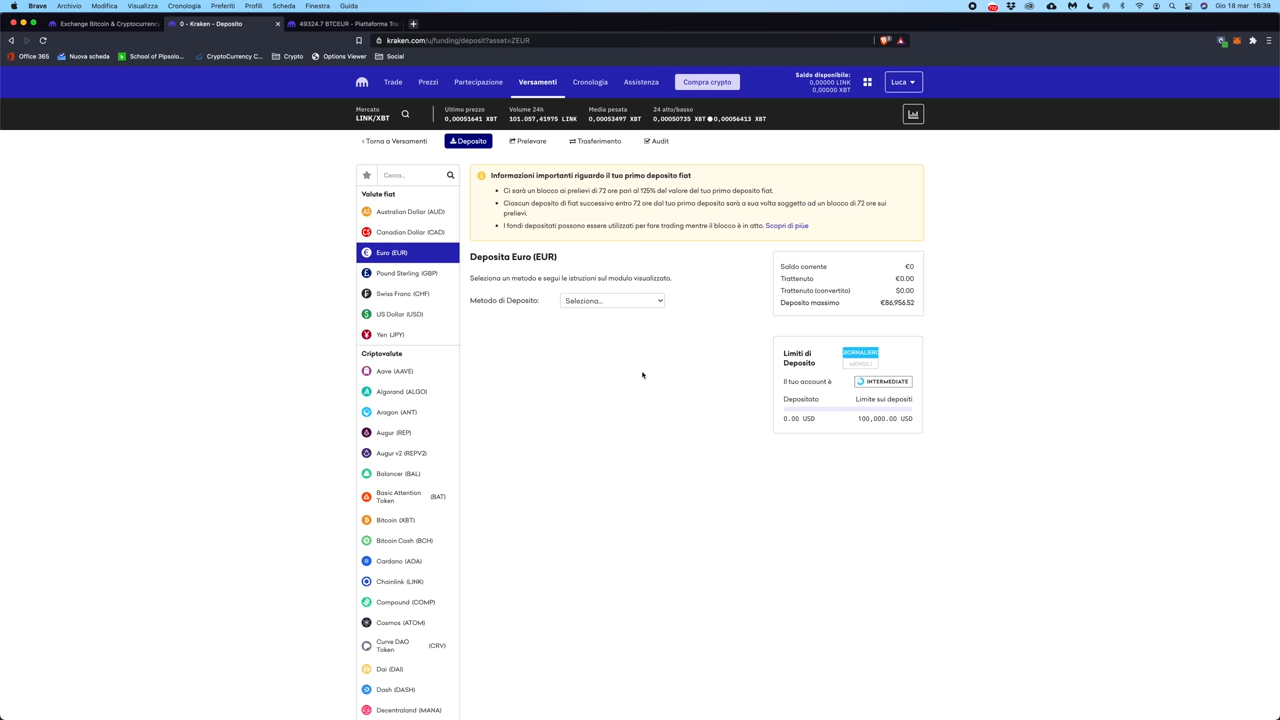 Brave Archivio Modifica Visualizza Cronologia Preferiti Profili Scheda Finestra Guida Gio 18 mar 16:39
Exchange Bitcoin & Cryptocurrency 0 - Kraken - Deposito 49324.7 BTCEUR - Piattaforma Tra
kraken.com/u/funding/deposit?asset=ZEUR
Office 365 Nuova scheda School of Pipsolo... CryptoCurrency C... Crypto Options Viewer Social
Trade Prezzi Partecipazione Versamenti Cronologia Assistenza Compra crypto
Saldo disponibile:
0,00000 LINK
0,00000 XBT
Luca
Mercato
LINK/XBT
Ultimo prezzo
0,00051641 XBT
Volume 24h
101.057,41975 LINK
Media pesata
0,00053497 XBT
24 alto/basso
0,00050735 XBT 0,00056413 XBT
‹ Torna a Versamenti Deposito Prelevare Trasferimento Audit
Cerca...
Valute fiat
Australian Dollar (AUD)
Canadian Dollar (CAD)
Euro (EUR)
Pound Sterling (GBP)
Swiss Franc (CHF)
US Dollar (USD)
Yen (JPY)
Criptovalute
Aave (AAVE)
Algorand (ALGO)
Aragon (ANT)
Augur (REP)
Augur v2 (REPV2)
Balancer (BAL)
Basic Attention
Token (BAT)
Bitcoin (XBT)
Bitcoin Cash (BCH)
Cardano (ADA)
Chainlink (LINK)
Compound (COMP)
Cosmos (ATOM)
Curve DAO
Token (CRV)
Dai (DAI)
Dash (DASH)
Decentraland (MANA)
Informazioni importanti riguardo il tuo primo deposito fiat
• Ci sarà un blocco ai prelievi di 72 ore pari al 125% del valore del tuo primo deposito fiat.
• Ciascun deposito di fiat successivo entro 72 ore dal tuo primo deposito sarà a sua volta soggetto ad un blocco di 72 ore sui
prelievi.
• I fondi depositati possono essere utilizzati per fare trading mentre il blocco è in atto. Scopri di piùe
Deposita Euro (EUR)
Seleziona un metodo e segui le istruzioni sul modulo visualizzato.
Metodo di Deposito: Seleziona...
Saldo corrente €0
Trattenuto €0.00
Trattenuto (convertito) $0.00
Deposito massimo €86,956.52
Limiti di
Deposito
GIORNALIERO
MENSILI
Il tuo account è INTERMEDIATE
Depositato Limite sui depositi
0.00 USD 100,000.00 USD